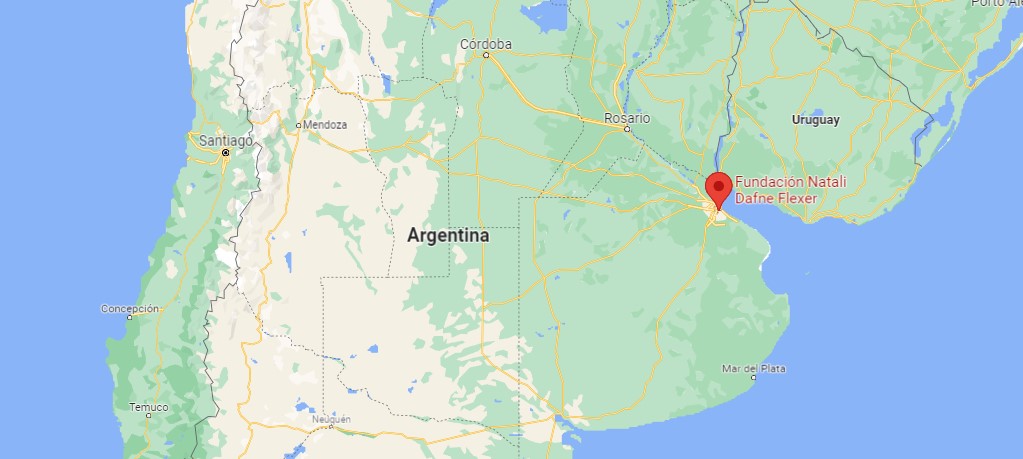 Porto Ale
Córdoba
Rosario
Uruguay
Mendoza
Santiago
Fundación Natali
Dafne Flexer
Argentina
Concepción
Mar del Plata
Temuco
Neuquén